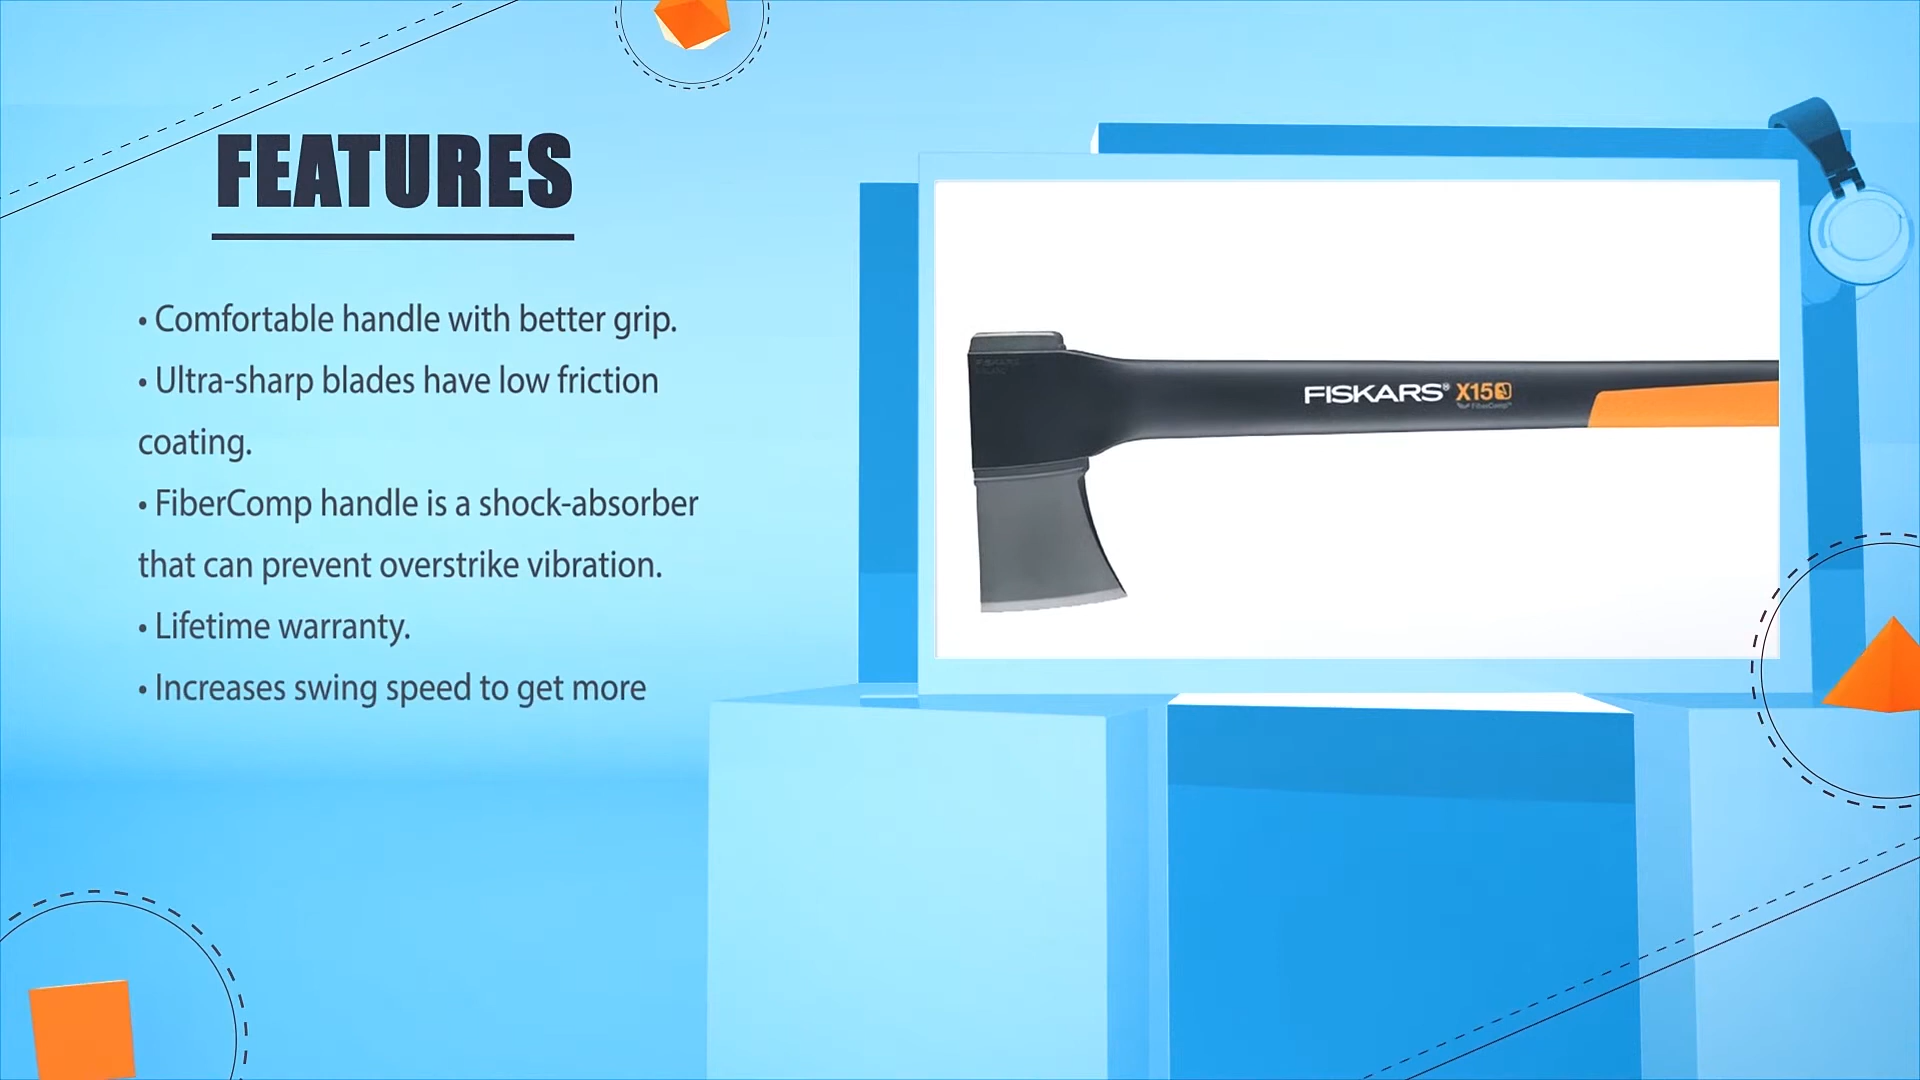 FEATURES
• Comfortable handle with better grip.
• Ultra-sharp blades have low friction
coating.
• FiberComp handle is a shock-absorber
that can prevent overstrike vibration.
• Lifetime warranty.
• Increases swing speed to get more
FISKARS® X15
FiberComp™